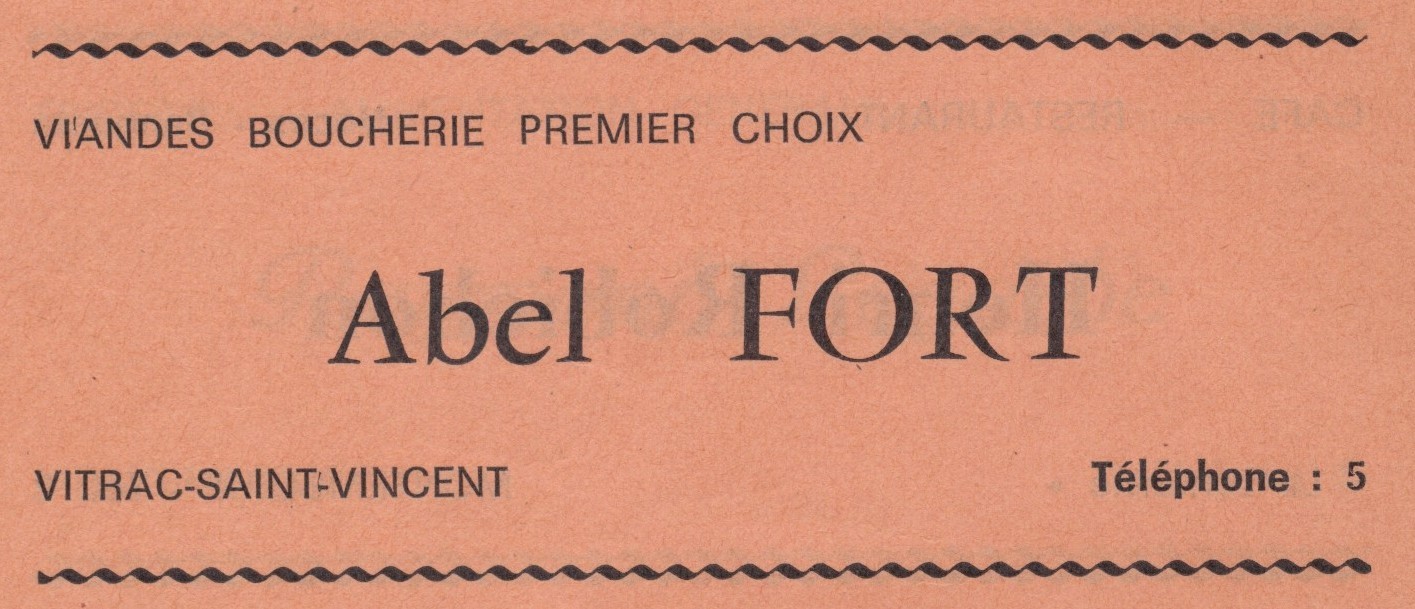 VIANDES BOUCHERIE PREMIER CHOIX
Abel FORT
VITRAC-SAINT-VINCENT Téléphone : 5